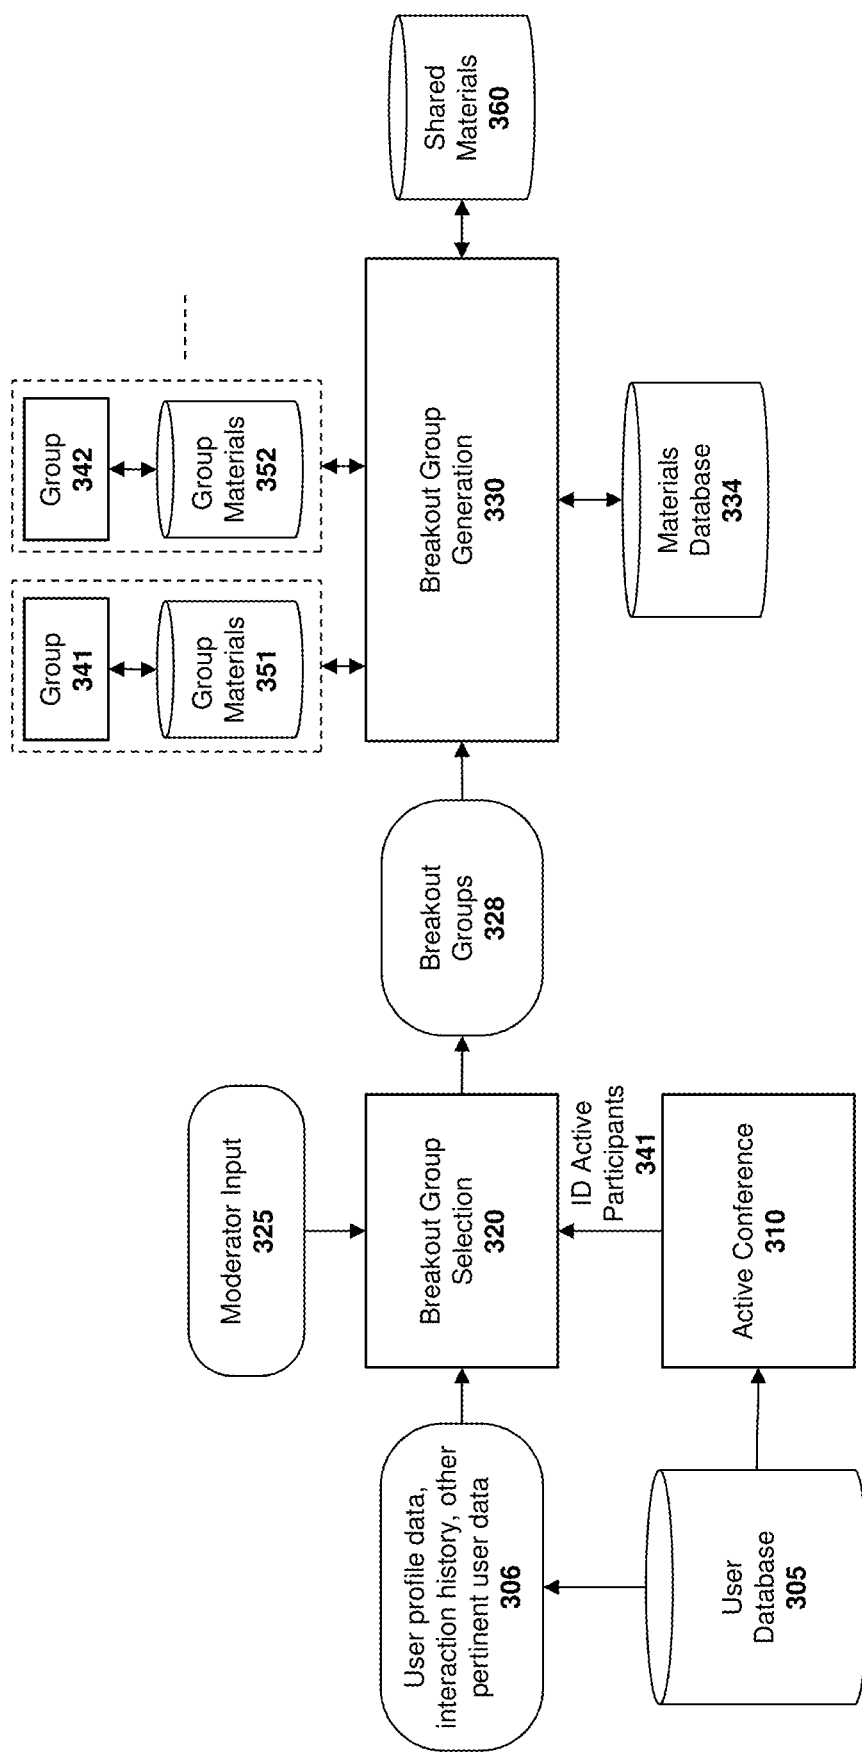 User profile data,
interaction history, other
pertinent user data
306
User
Database
305
Moderator Input
325
Breakout Group
Selection
320
ID Active
Participants
341
Active Conference
310
Breakout
Groups
328
Group
341
Group
Materials
351
Group
342
Group
Materials
352
Breakout Group
Generation
330
Materials
Database
334
Shared
Materials
360